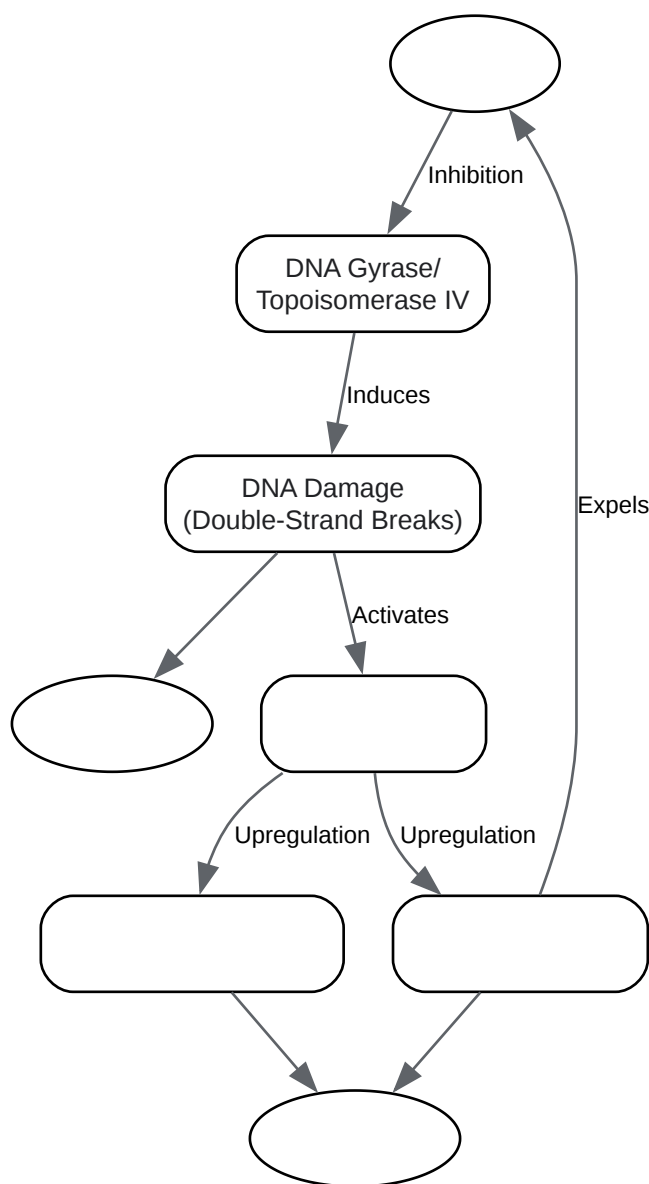 Inhibition
DNA Gyrase/
Topoisomerase IV
Induces
DNA Damage
(Double-Strand Breaks)
Expels
Activates
Upregulation
Upregulation